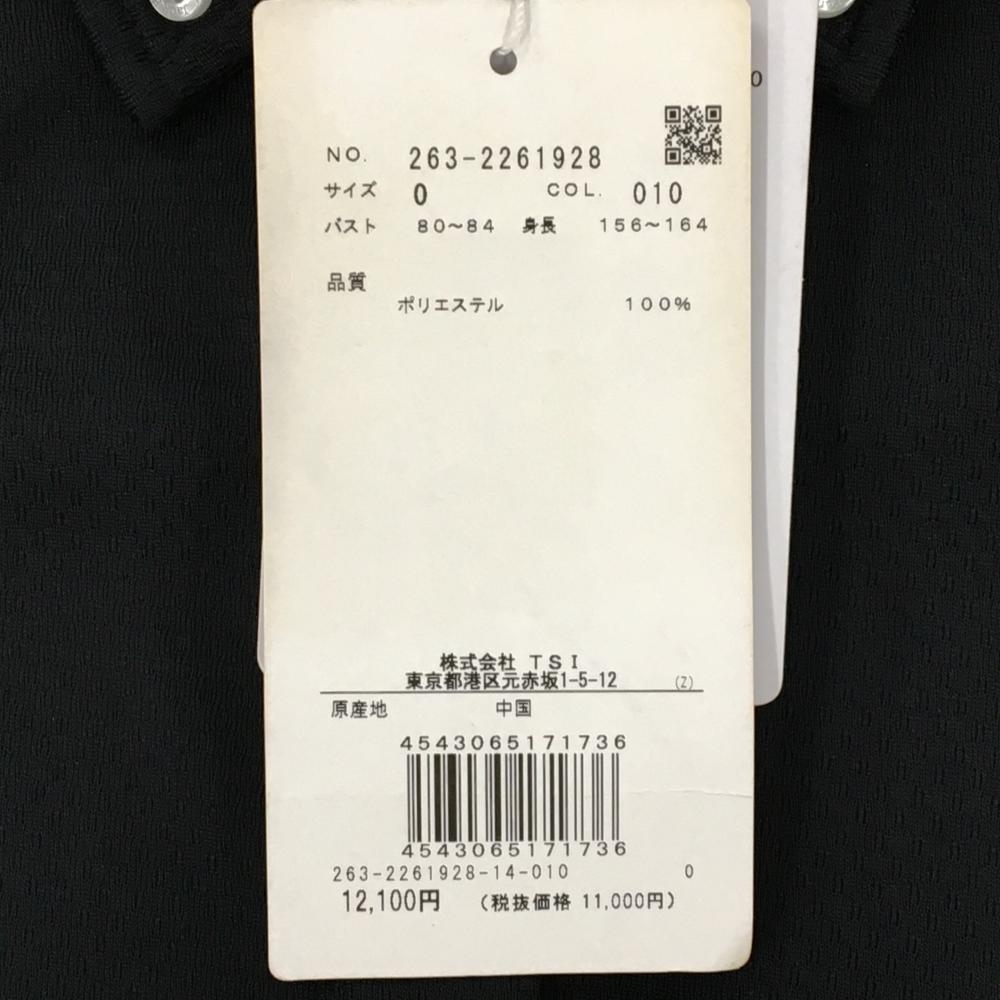 NO. 263-2261928
サイズ 0 COL. 010
バスト 80～84 身長 156～164
品質
ポリエステル 100%
株式会社 TSI
東京都港区元赤坂1-5-12 (Z)
原産地 中国
4543065171736
4543065171736
263-2261928-14-010 0
12,100円 (税抜価格 11,000円)
0